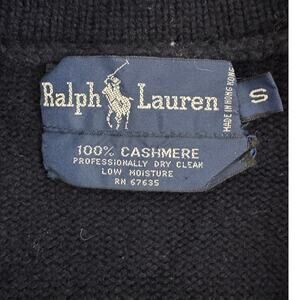 Ralph Lauren
MADE IN HONG KONG
S
100% CASHMERE
PROFESSIONALLY DRY CLEAN
LOW MOISTURE
RN 67635